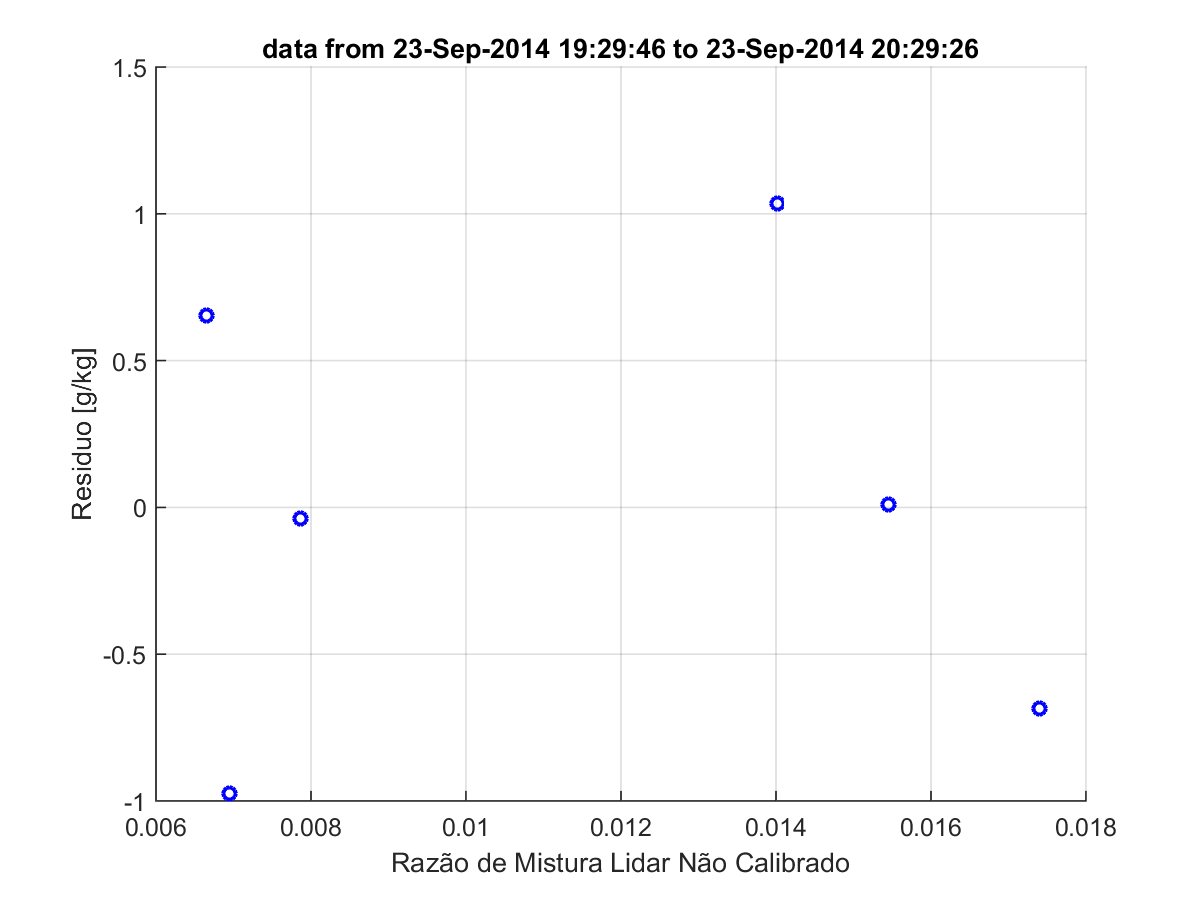 data from 23-Sep-2014 19:29:46 to 23-Sep-2014 20:29:26
1.5
1
0.5
0
-0.5
-1
Residuo [g/kg]
0.006 0.008 0.01 0.012 0.014 0.016 0.018
Razão de Mistura Lidar Não Calibrado